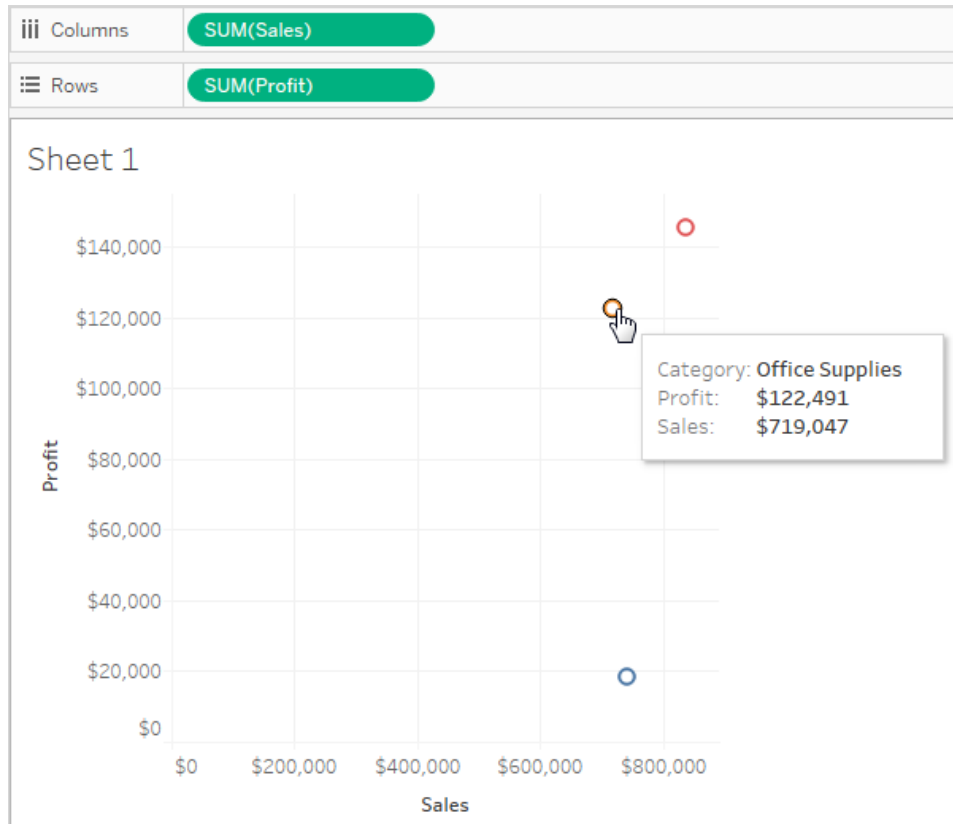 Columns SUM(Sales)
Rows SUM(Profit)
Sheet 1
$140,000
$120,000
$100,000
$80,000
$60,000
$40,000
$20,000
$0
Profit
Category: Office Supplies
Profit: $122,491
Sales: $719,047
$0 $200,000 $400,000 $600,000 $800,000
Sales